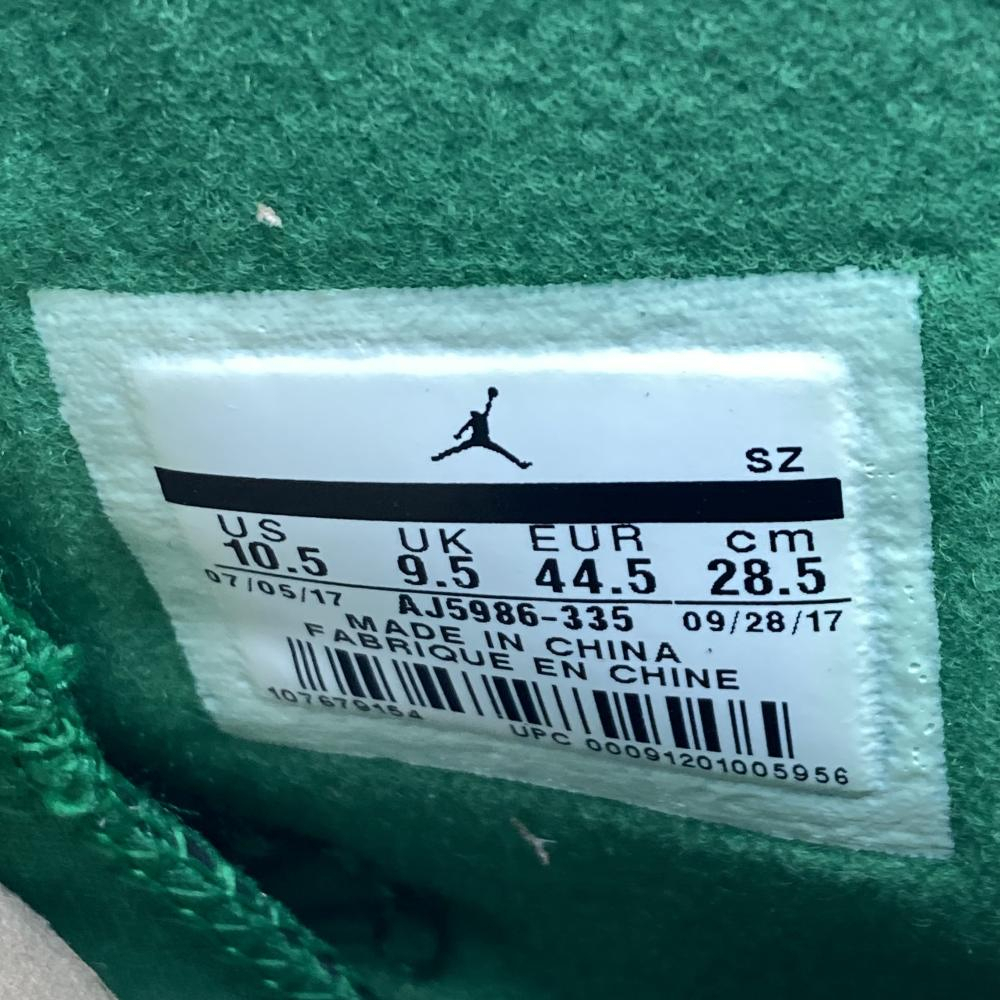 SZ
US UK EUR cm
10.5 9.5 44.5 28.5
07/05/17 AJ5986-335 09/28/17
MADE IN CHINA
FABRIQUE EN CHINE
107679154
UPC 00091201005956